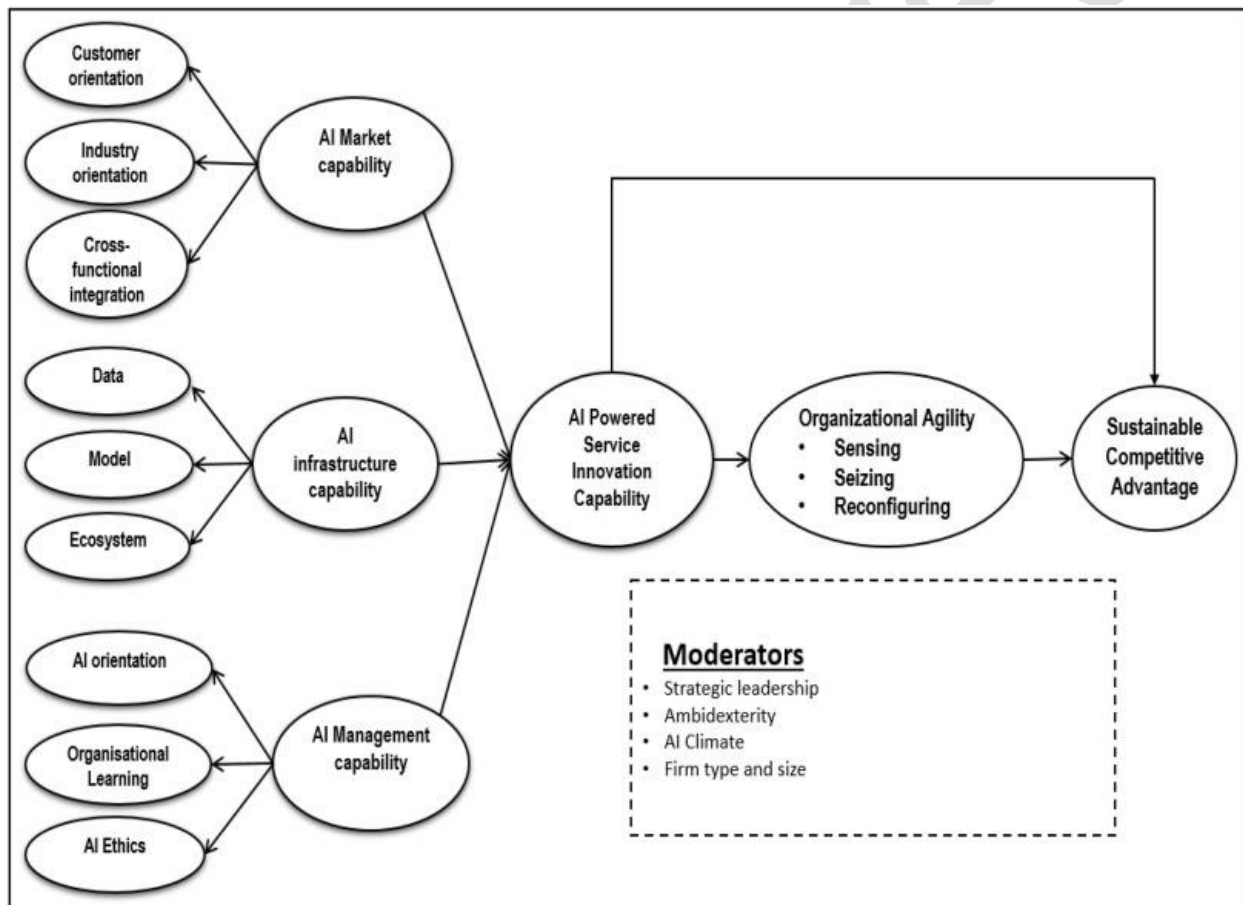 Customer
orientation
Industry
orientation
Cross-
functional
integration
AI Market
capability
Data
Model
Ecosystem
AI
infrastructure
capability
AI orientation
Organisational
Learning
AI Ethics
AI Management
capability
AI Powered
Service
Innovation
Capability
Organizational Agility
• Sensing
• Seizing
• Reconfiguring
Sustainable
Competitive
Advantage
Moderators
• Strategic leadership
• Ambidexterity
• AI Climate
• Firm type and size